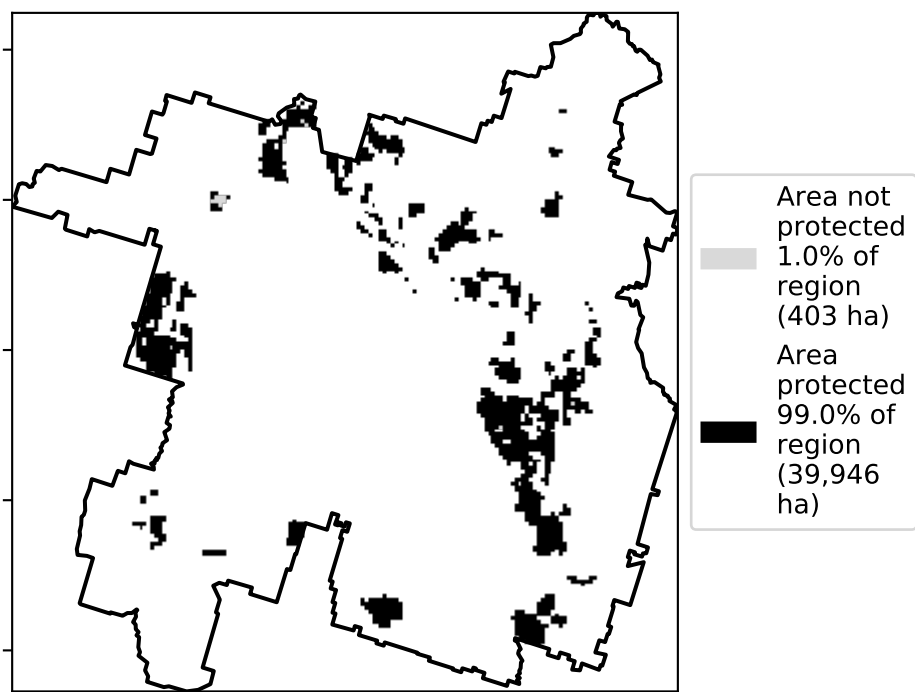 Area not
protected
1.0% of
region
(403 ha)
Area
protected
99.0% of
region
(39,946
ha)